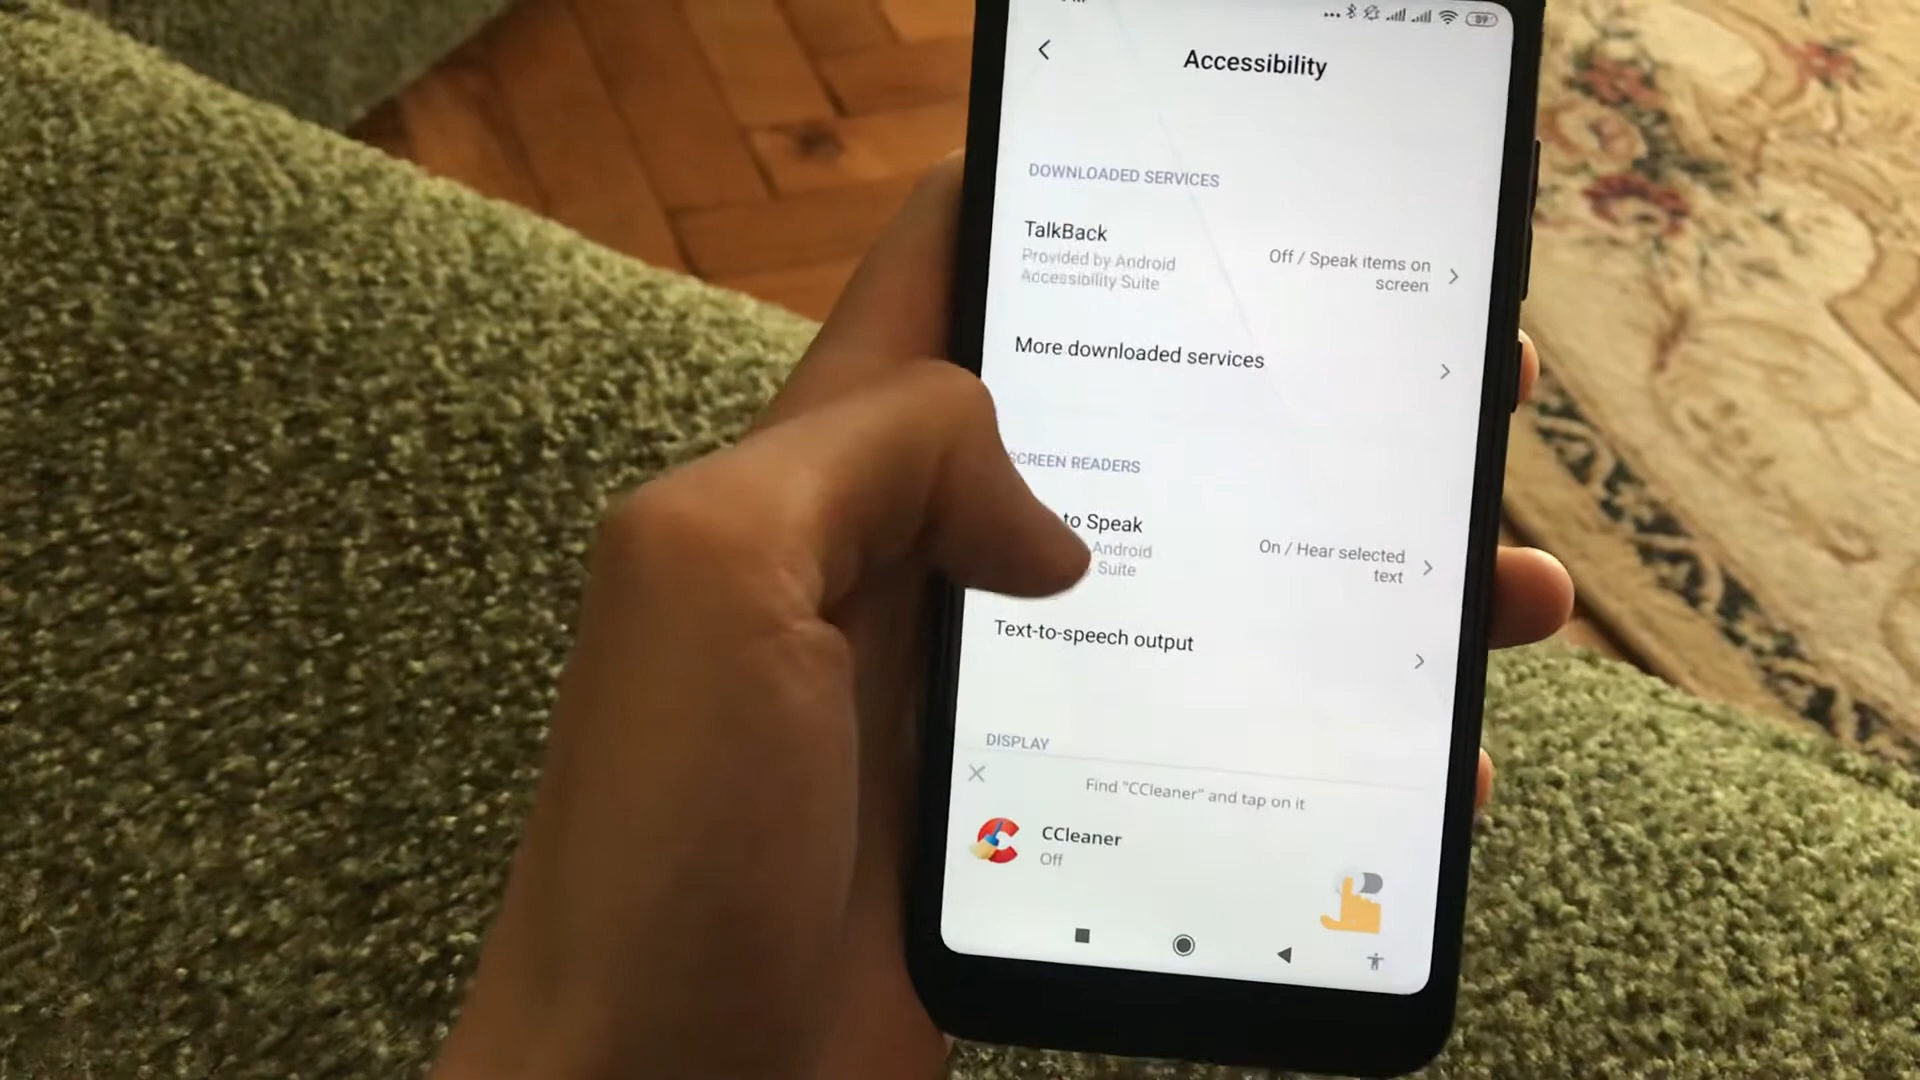 89
Accessibility
DOWNLOADED SERVICES
TalkBack
Provided by Android
Accessibility Suite
Off / Speak items on
screen
More downloaded services
SCREEN READERS
to Speak
Android
Suite
On / Hear selected
text
Text-to-speech output
DISPLAY
Find "CCleaner" and tap on it
CCleaner
Off